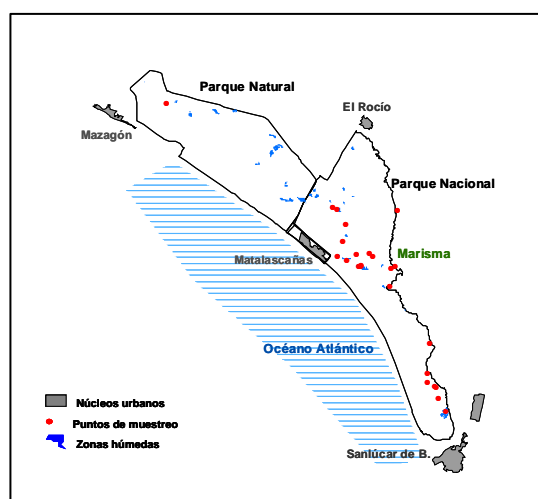 Parque Natural
El Rocío
Mazagón
Parque Nacional
Marisma
Matalascañas
Océano Atlántico
Núcleos urbanos
Puntos de muestreo
Zonas húmedas
Sanlúcar de B.